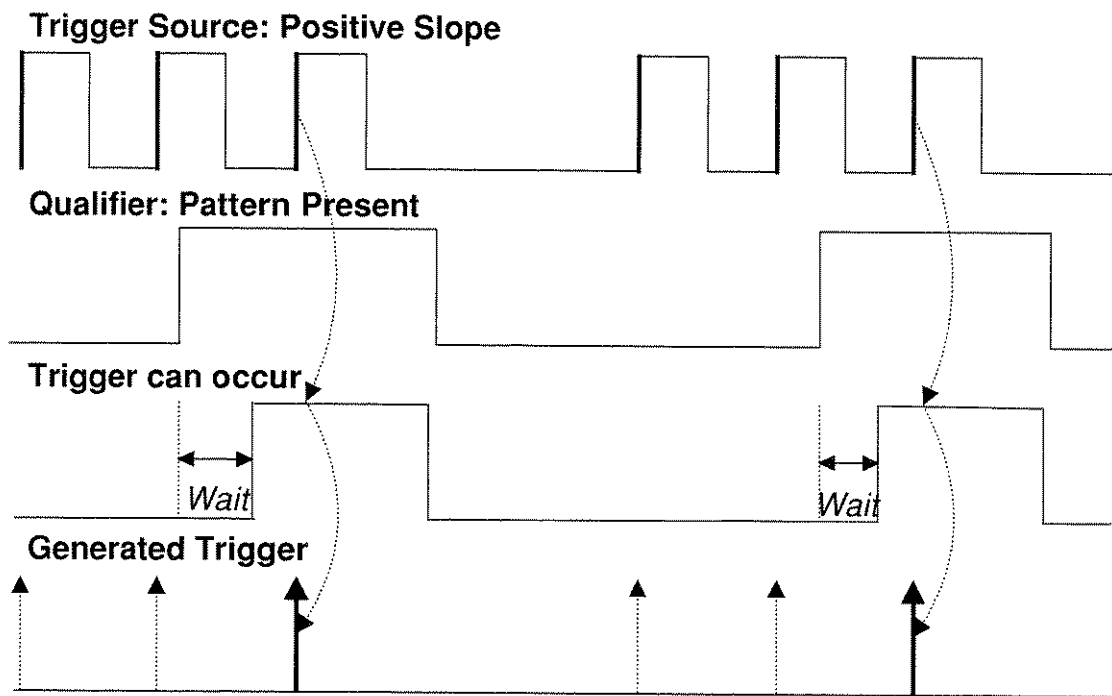 Trigger Source: Positive Slope
Qualifier: Pattern Present
Trigger can occur
Wait
Wait
Generated Trigger